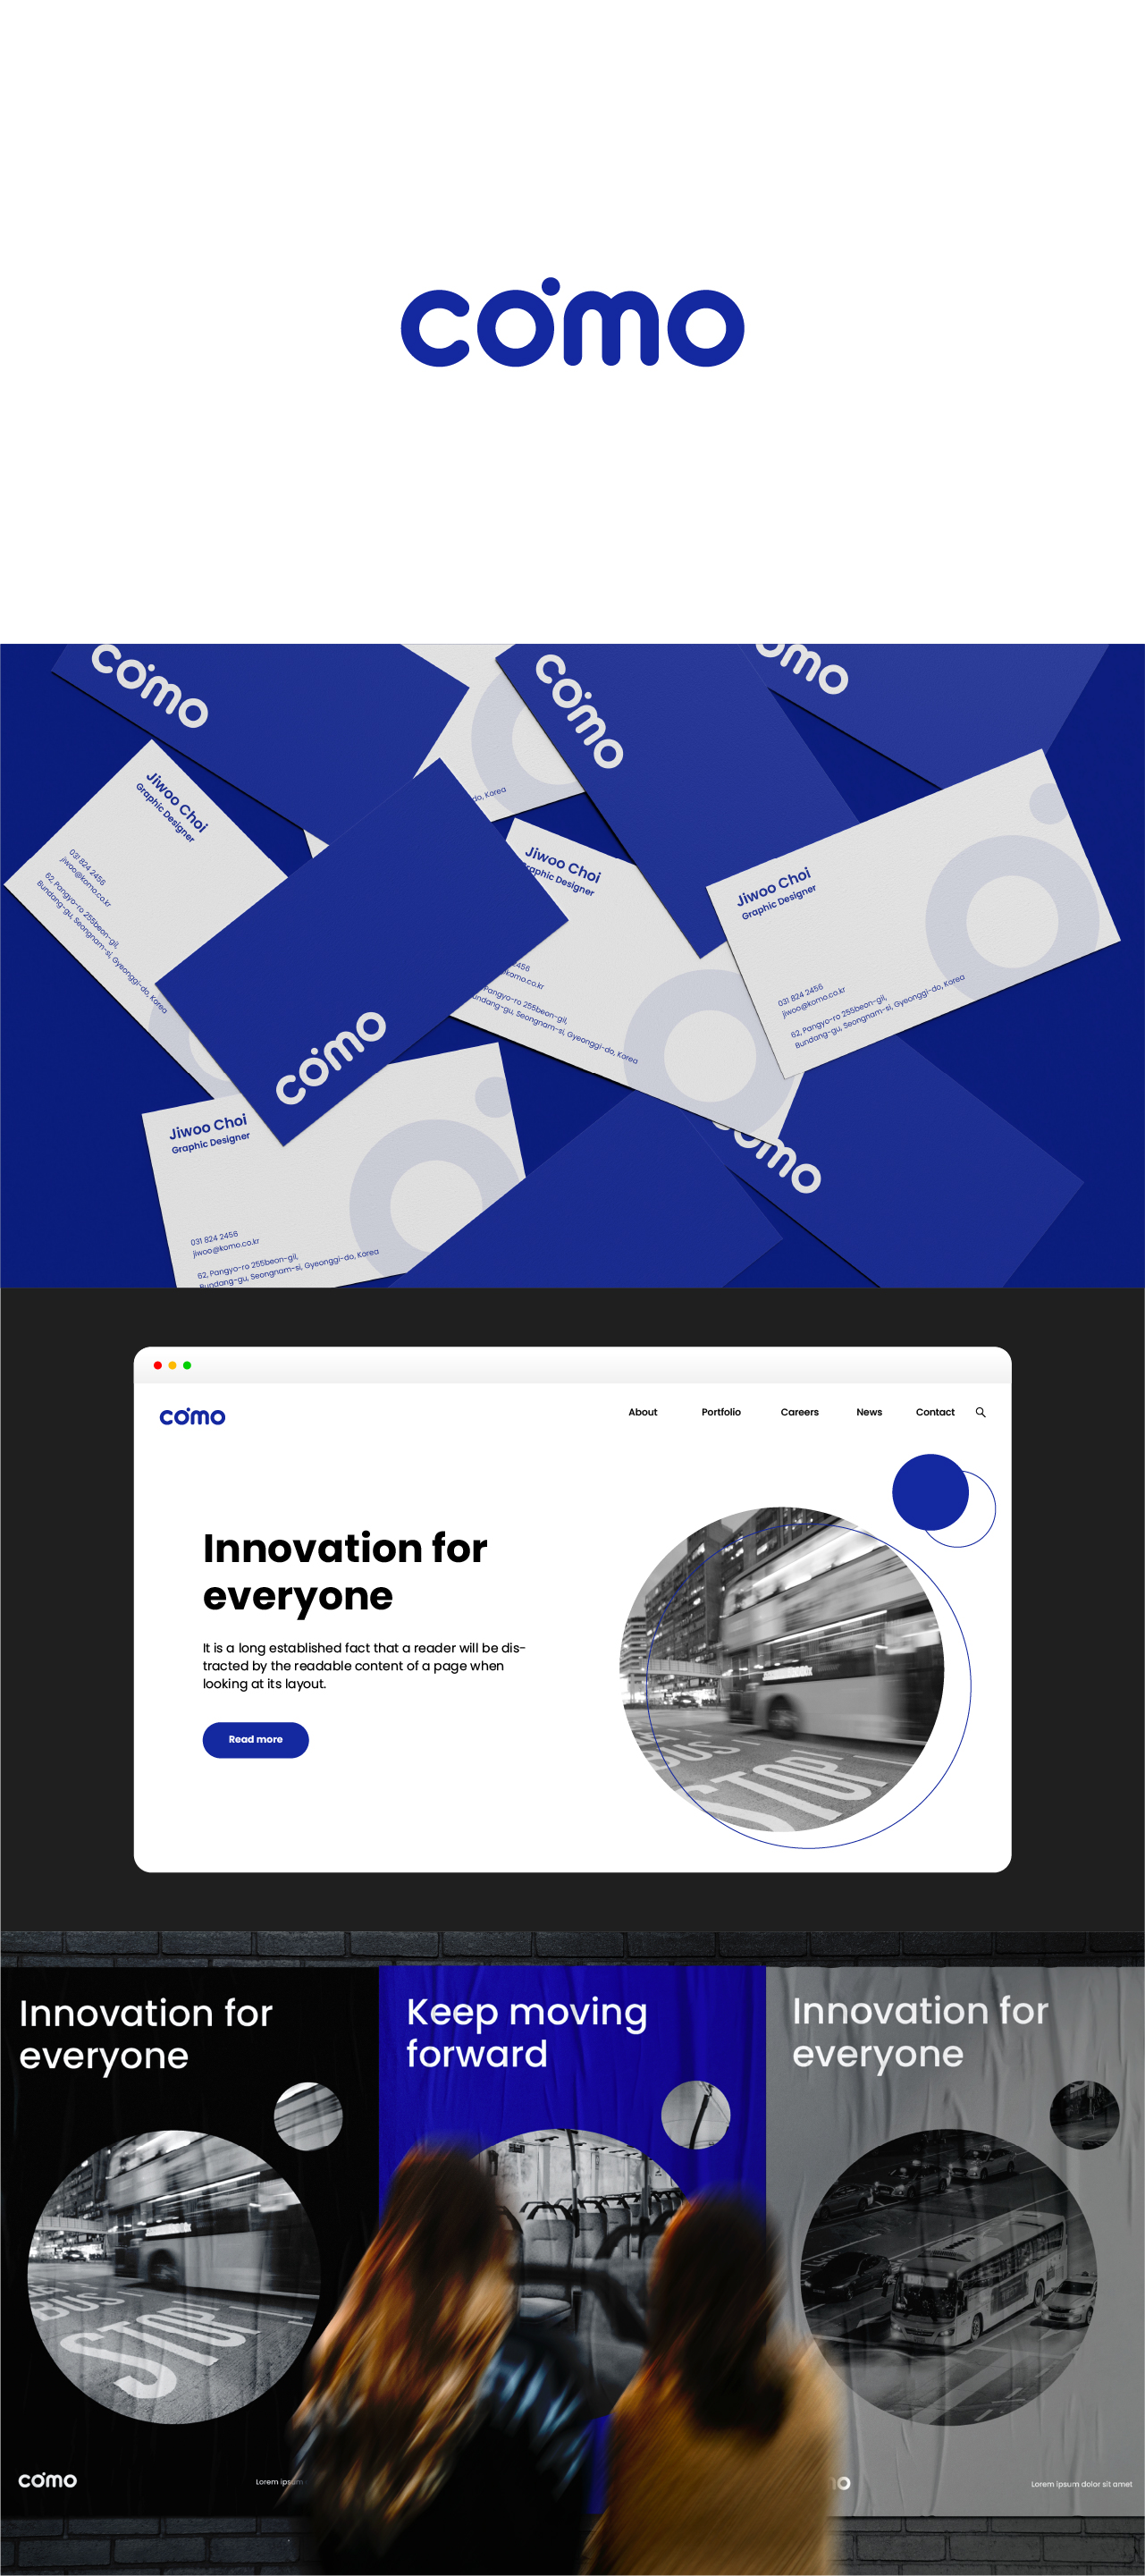 como
como
como
como
do, Korea
Jiwoo Choi
Graphic Designer
031 824 2456
jiwoo@komo.co.kr
62, Pangyo-ro 255beon-gil,
Bundang-gu, Seongnam-si, Gyeonggi-do, Korea
Jiwoo Choi
Graphic Designer
2456
komo.co.kr
Pangyo-ro 255beon-gil,
Bundang-gu, Seongnam-si, Gyeonggi-do, Korea
Jiwoo Choi
Graphic Designer
031 824 2456
jiwoo@komo.co.kr
62, Pangyo-ro 255beon-gil,
Bundang-gu, Seongnam-si, Gyeonggi-do, Korea
como
Jiwoo Choi
Graphic Designer
031 824 2456
jiwoo@komo.co.kr
62, Pangyo-ro 255beon-gil,
Bundang-gu, Seongnam-si, Gyeonggi-do, Korea
como
como
About Portfolio Careers News Contact
Innovation for
everyone
It is a long established fact that a reader will be dis-
tracted by the readable content of a page when
looking at its layout.
Read more
BUS
STOP
Innovation for
everyone
BUS
STOP
como
Lorem ipsum
Keep moving
forward
Innovation for
everyone
mo
Lorem ipsum dolor sit amet